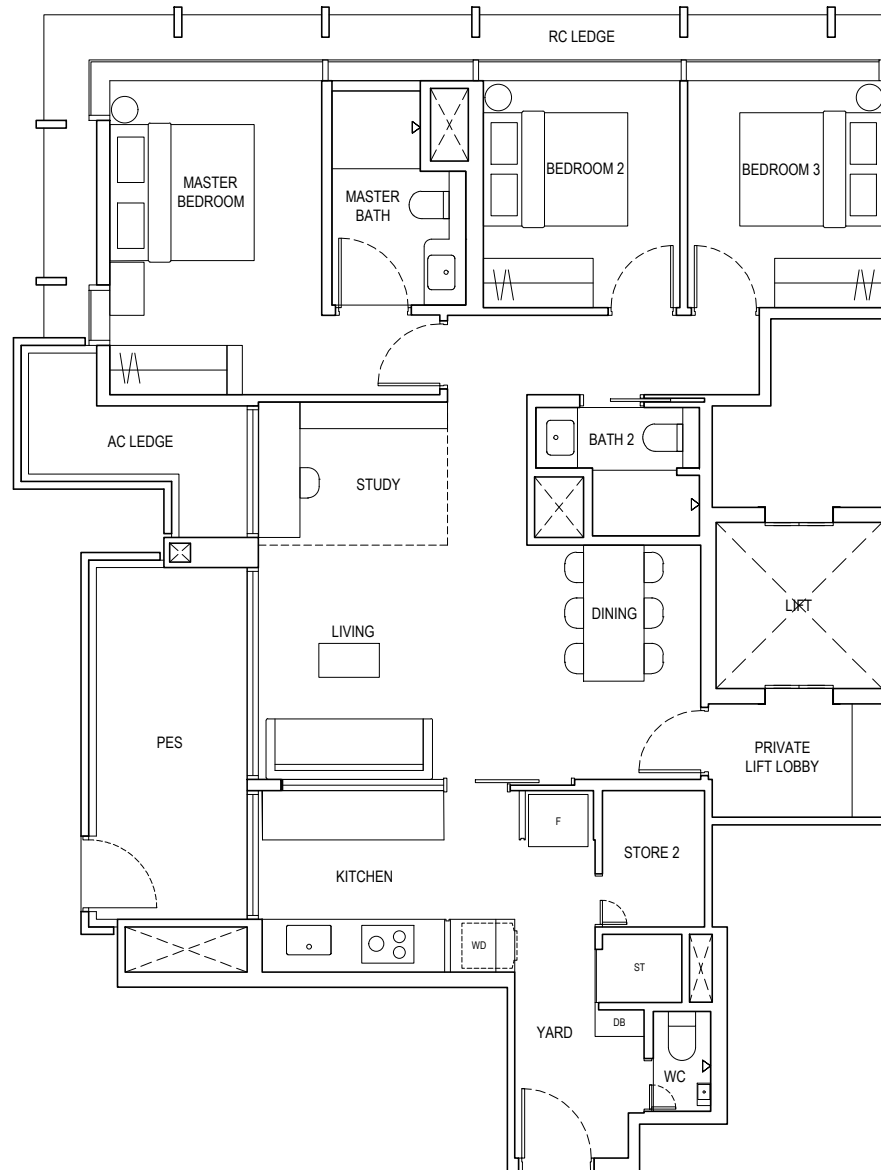 RC LEDGE
MASTER
BEDROOM
MASTER
BATH
BEDROOM 2
BEDROOM 3
AC LEDGE
STUDY
BATH 2
LIVING
DINING
LIFT
PES
PRIVATE
LIFT LOBBY
F
STORE 2
KITCHEN
WD
ST
DB
YARD
WC